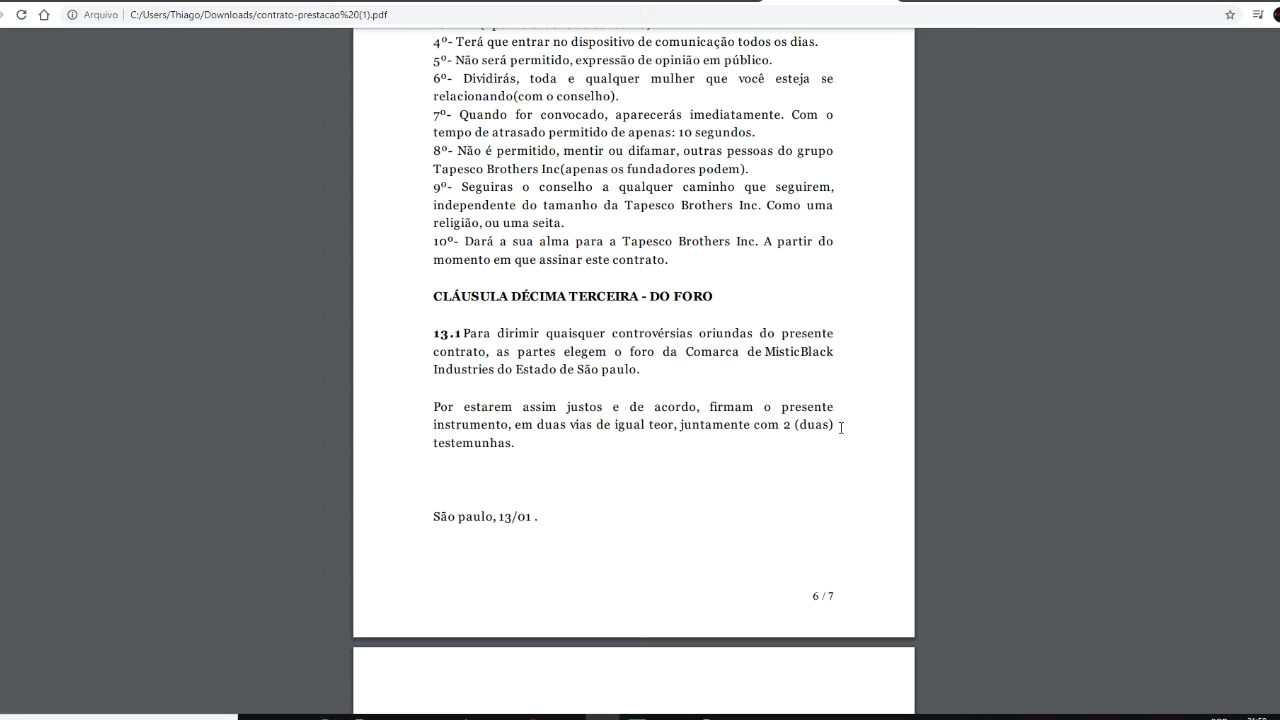 Arquivo
C:/Users/Thiago/Downloads/contrato-prestacao%20(1).pdf
4º- Terá que entrar no dispositivo de comunicação todos os dias.
5º- Não será permitido, expressão de opinião em público.
6º- Dividirás, toda e qualquer mulher que você esteja se
relacionando(com o conselho).
7º- Quando for convocado, aparecerás imediatamente. Com o
tempo de atrasado permitido de apenas: 10 segundos.
8º- Não é permitido, mentir ou difamar, outras pessoas do grupo
Tapesco Brothers Inc(apenas os fundadores podem).
9º- Seguiras o conselho a qualquer caminho que seguirem,
independente do tamanho da Tapesco Brothers Inc. Como uma
religião, ou uma seita.
10º- Dará a sua alma para a Tapesco Brothers Inc. A partir do
momento em que assinar este contrato.
CLÁUSULA DÉCIMA TERCEIRA - DO FORO
13.1 Para dirimir quaisquer controvérsias oriundas do presente
contrato, as partes elegem o foro da Comarca de MisticBlack
Industries do Estado de São paulo.
Por estarem assim justos e de acordo, firmam o presente
instrumento, em duas vias de igual teor, juntamente com 2 (duas)
testemunhas.
São paulo, 13/01 .
6 / 7